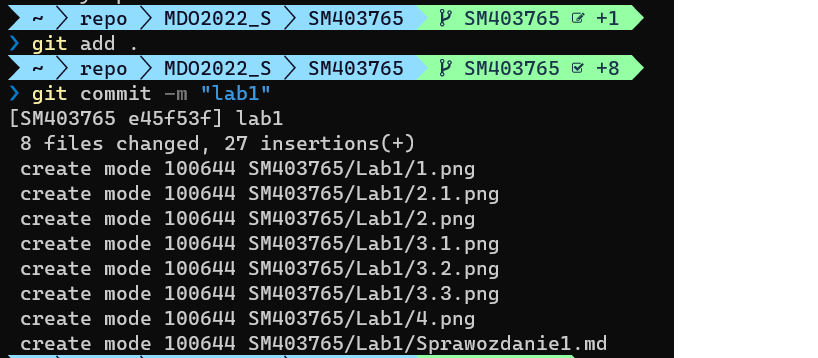 ~ repo MDO2022_S SM403765 SM403765 +1
❯ git add .
~ repo MDO2022_S SM403765 SM403765 +8
❯ git commit -m "lab1"
[SM403765 e45f53f] lab1
8 files changed, 27 insertions(+)
create mode 100644 SM403765/Lab1/1.png
create mode 100644 SM403765/Lab1/2.1.png
create mode 100644 SM403765/Lab1/2.png
create mode 100644 SM403765/Lab1/3.1.png
create mode 100644 SM403765/Lab1/3.2.png
create mode 100644 SM403765/Lab1/3.3.png
create mode 100644 SM403765/Lab1/4.png
create mode 100644 SM403765/Lab1/Sprawozdanie1.md